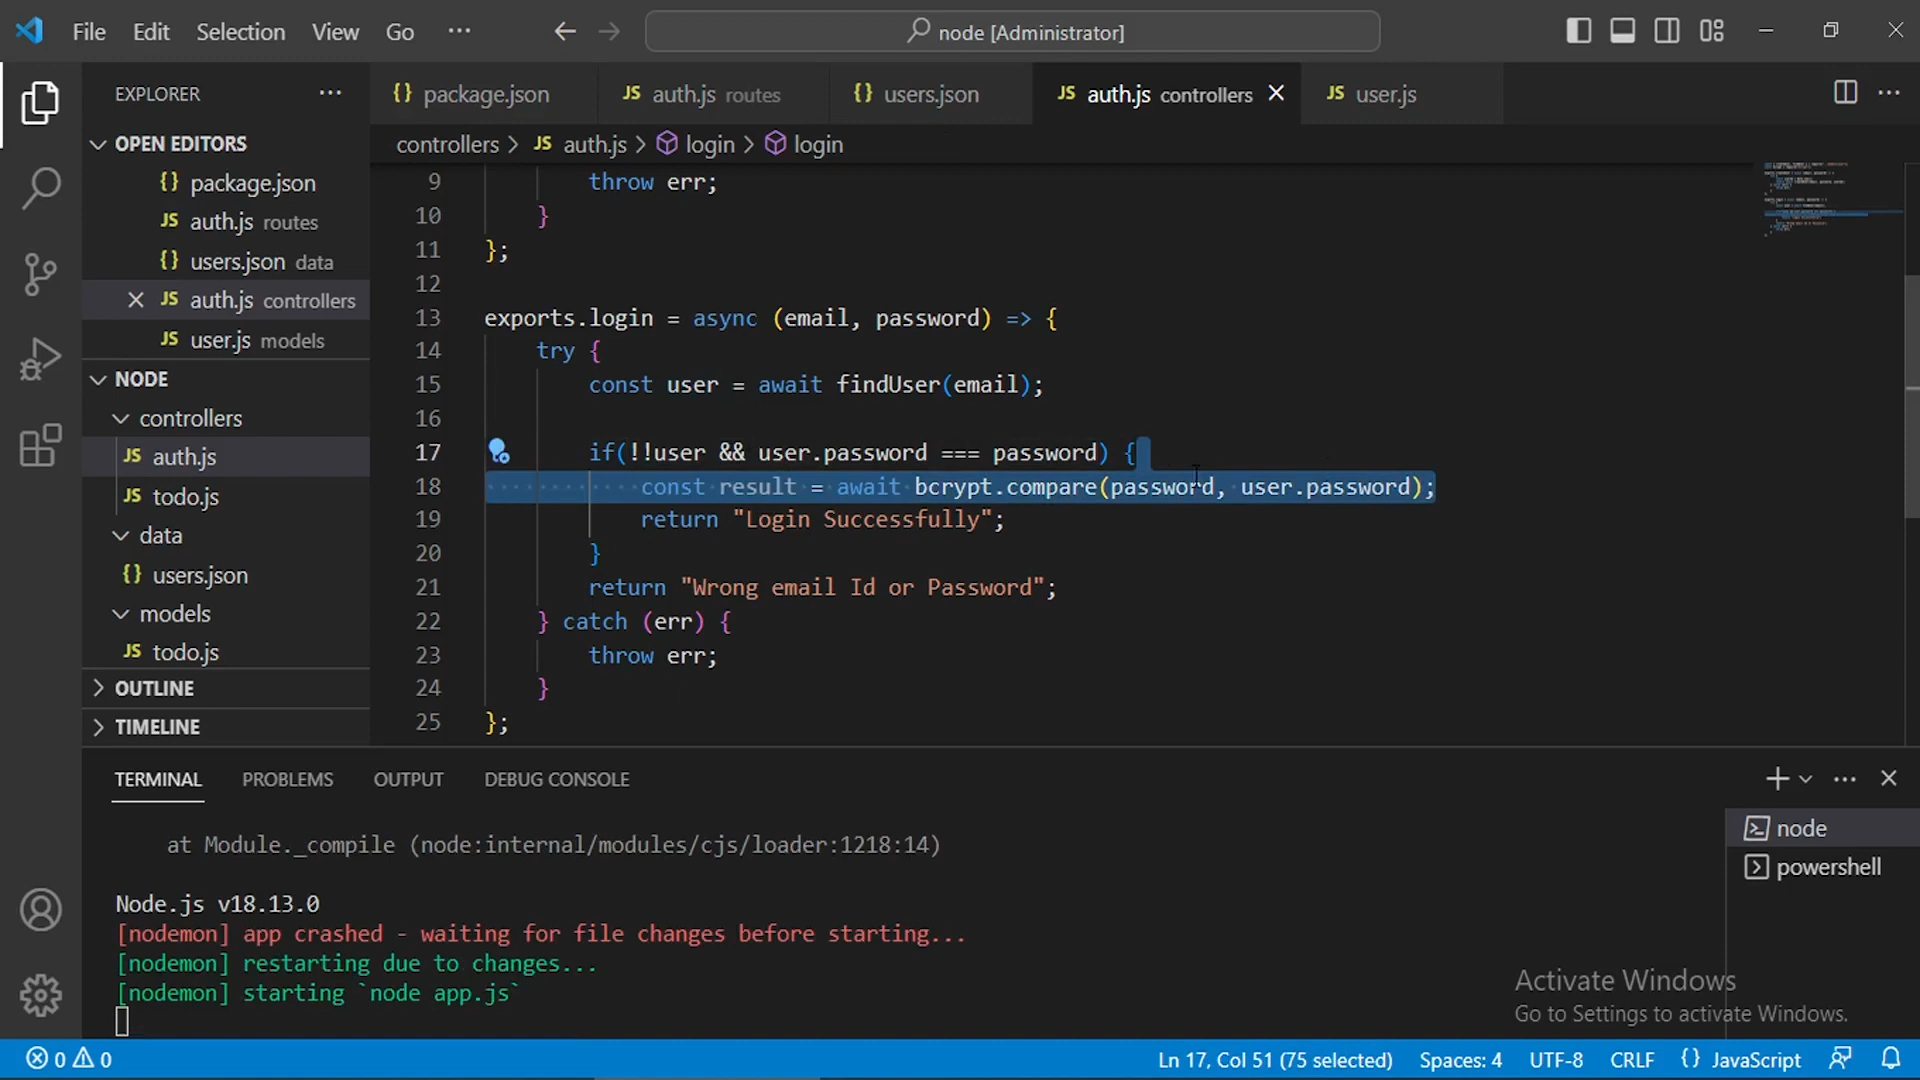 File Edit Selection View Go ··· node [Administrator]
EXPLORER ···
{} package.json JS auth.js routes {} users.json JS auth.js controllers JS user.js ···
controllers > JS auth.js > login > login
OPEN EDITORS
{} package.json
JS auth.js routes
{} users.json data
JS auth.js controllers
JS user.js models
NODE
controllers
JS auth.js
JS todo.js
data
{} users.json
models
JS todo.js
OUTLINE
TIMELINE
9 throw err;
10 }
11 };
12
13 exports.login = async (email, password) => {
14 try {
15 const user = await findUser(email);
16
17 if(!!user && user.password === password) {
18 const result = await bcrypt.compare(password, user.password);
19 return "Login Successfully";
20 }
21 return "Wrong email Id or Password";
22 } catch (err) {
23 throw err;
24 }
25 };
TERMINAL PROBLEMS OUTPUT DEBUG CONSOLE
at Module._compile (node:internal/modules/cjs/loader:1218:14)
Node.js v18.13.0
[nodemon] app crashed - waiting for file changes before starting...
[nodemon] restarting due to changes...
[nodemon] starting `node app.js`
node
powershell
Activate Windows
Go to Settings to activate Windows.
0 0 Ln 17, Col 51 (75 selected) Spaces: 4 UTF-8 CRLF {} JavaScript